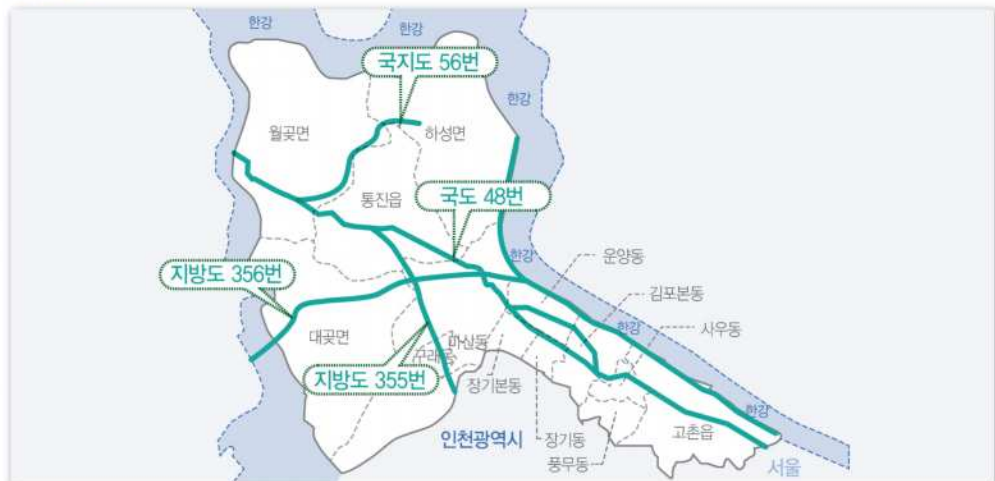 한강
한강
국지도 56번
한강
월곶면
하성면
국도 48번
통진읍
한강
운양동
지방도 356번
김포본동
한강
사우동
대곶면
마산동
구래동
지방도 355번
장기본동
한강
고촌읍
인천광역시
장기동
풍무동
서울